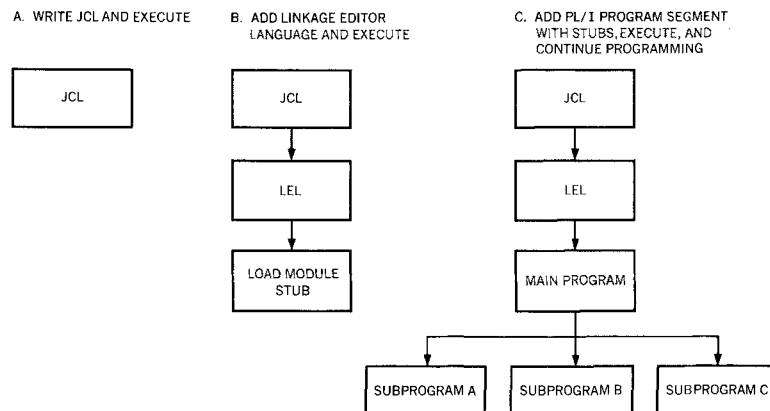 A. WRITE JCL AND EXECUTE
JCL
B. ADD LINKAGE EDITOR
LANGUAGE AND EXECUTE
JCL
LEL
LOAD MODULE
STUB
C. ADD PL/I PROGRAM SEGMENT
WITH STUBS, EXECUTE, AND
CONTINUE PROGRAMMING
JCL
LEL
MAIN PROGRAM
SUBPROGRAM A
SUBPROGRAM B
SUBPROGRAM C